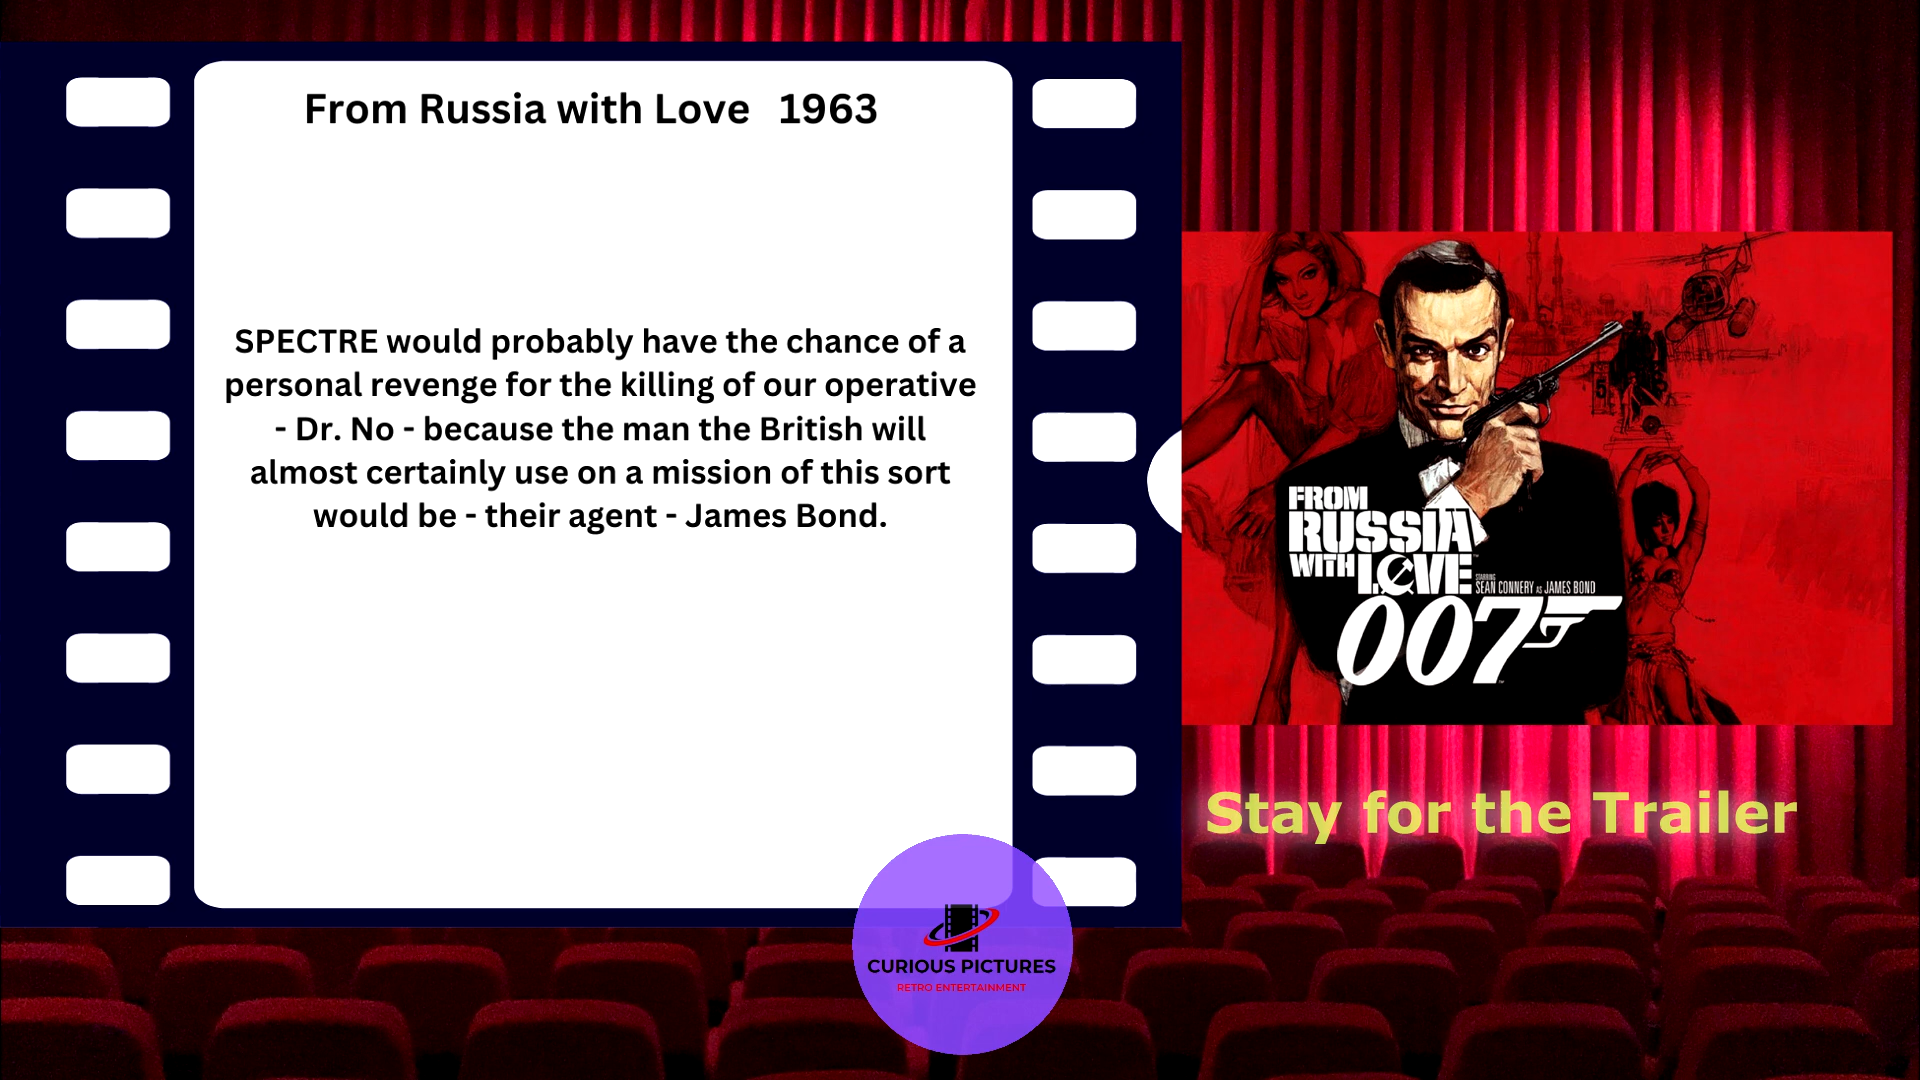 From Russia with Love 1963
SPECTRE would probably have the chance of a
personal revenge for the killing of our operative
- Dr. No - because the man the British will
almost certainly use on a mission of this sort
would be - their agent - James Bond.
FROM
RUSSIA
WITH LOVE
STARRING
SEAN CONNERY AS JAMES BOND
007
5
Stay for the Trailer
CURIOUS PICTURES
RETRO ENTERTAINMENT